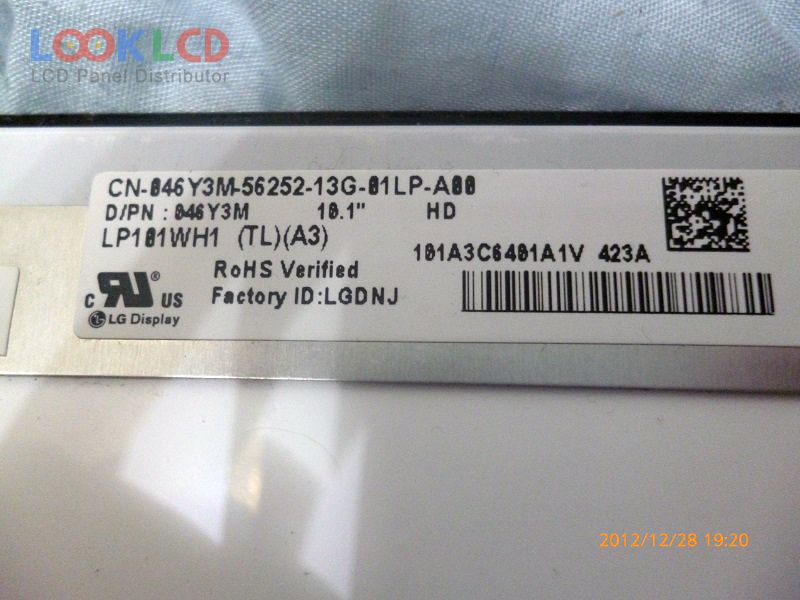 LOOKLCD
LCD Panel Distributor
CN-046Y3M-56252-13G-01LP-A00
D/PN : 046Y3M 10.1" HD
LP101WH1 (TL)(A3)
101A3C6401A1V 423A
RoHS Verified
Factory ID:LGDNJ
c RU ® US
LG Display
2012/12/28 19:20